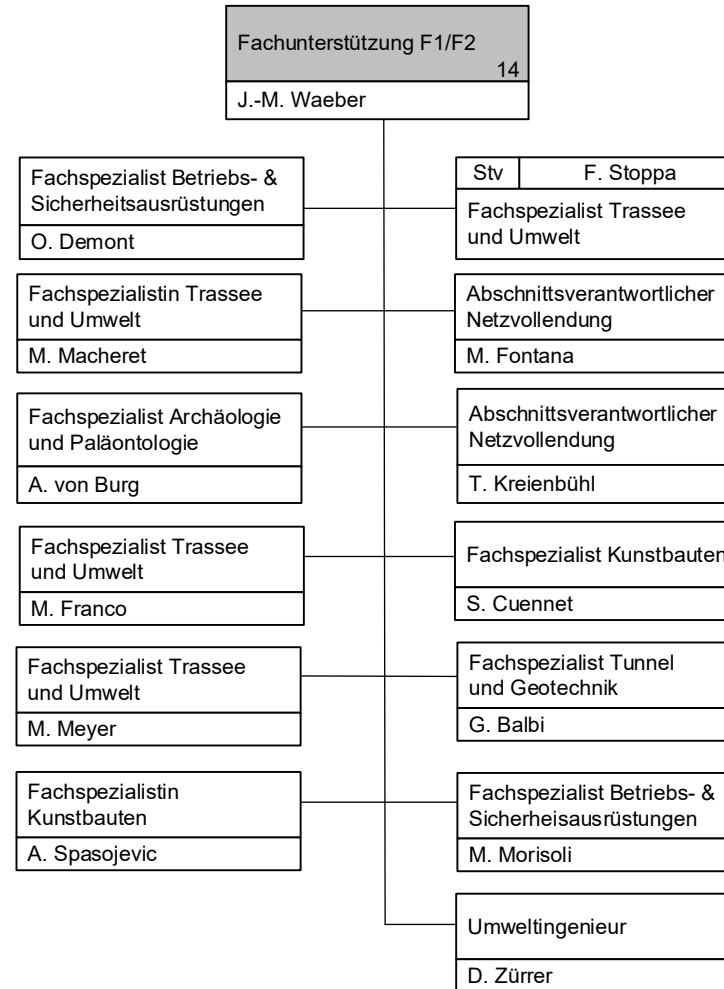 Fachunterstützung F1/F2
14
J.-M. Waeber
Fachspezialist Betriebs- &
Sicherheitsausrüstungen
O. Demont
Stv F. Stoppa
Fachspezialist Trassee
und Umwelt
Fachspezialistin Trassee
und Umwelt
M. Macheret
Abschnittsverantwortlicher
Netzvollendung
M. Fontana
Fachspezialist Archäologie
und Paläontologie
A. von Burg
Abschnittsverantwortlicher
Netzvollendung
T. Kreienbühl
Fachspezialist Trassee
und Umwelt
M. Franco
Fachspezialist Kunstbauten
S. Cuennet
Fachspezialist Trassee
und Umwelt
M. Meyer
Fachspezialist Tunnel
und Geotechnik
G. Balbi
Fachspezialistin
Kunstbauten
A. Spasojevic
Fachspezialist Betriebs- &
Sicherheisausrüstungen
M. Morisoli
Umweltingenieur
D. Zürrer